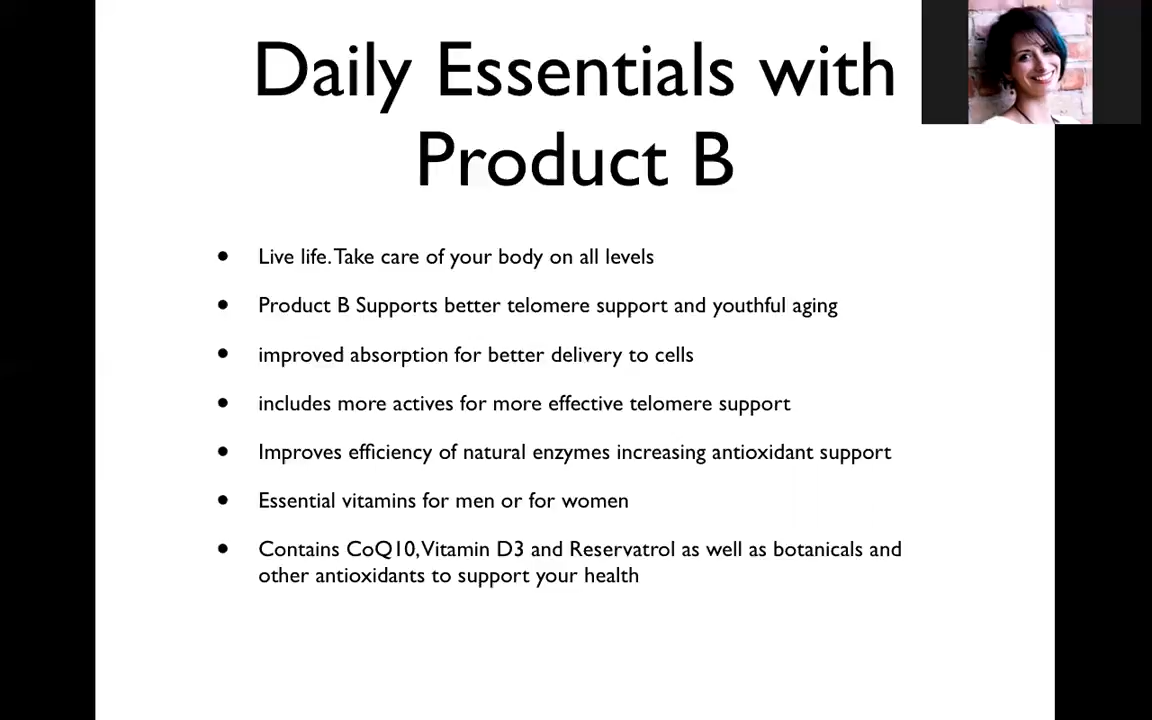 Daily Essentials with
Product B
• Live life. Take care of your body on all levels
• Product B Supports better telomere support and youthful aging
• improved absorption for better delivery to cells
• includes more actives for more effective telomere support
• Improves efficiency of natural enzymes increasing antioxidant support
• Essential vitamins for men or for women
• Contains CoQ10, Vitamin D3 and Reservatrol as well as botanicals and
other antioxidants to support your health